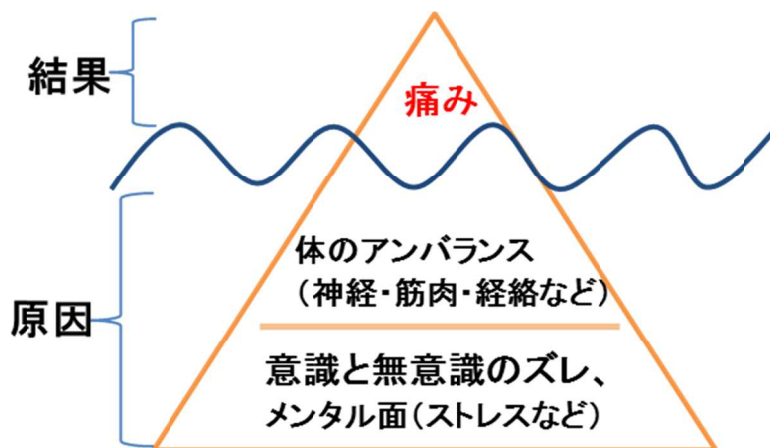 結果
痛み
体のアンバランス
（神経・筋肉・経絡など）
原因
意識と無意識のズレ、
メンタル面（ストレスなど）